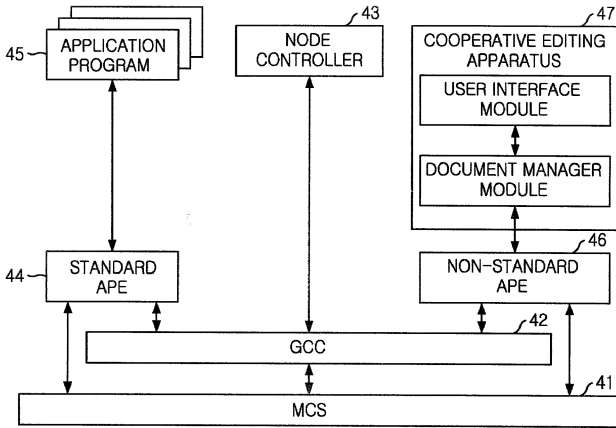 45
APPLICATION
PROGRAM
43
NODE
CONTROLLER
47
COOPERATIVE EDITING
APPARATUS
USER INTERFACE
MODULE
DOCUMENT MANAGER
MODULE
44
STANDARD
APE
46
NON-STANDARD
APE
42
GCC
41
MCS